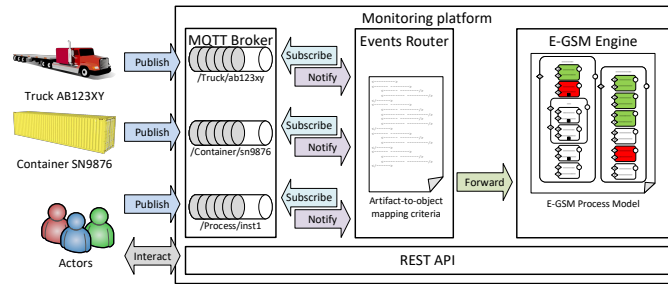 Monitoring platform
MQTT Broker
Events Router
E-GSM Engine
Truck AB123XY
Publish
/Truck/ab123xy
Subscribe
Notify
Container SN9876
Publish
/Container/sn9876
Subscribe
Notify
Publish
/Process/inst1
Subscribe
Notify
Artifact-to-object
mapping criteria
Forward
E-GSM Process Model
Actors
Interact
REST API